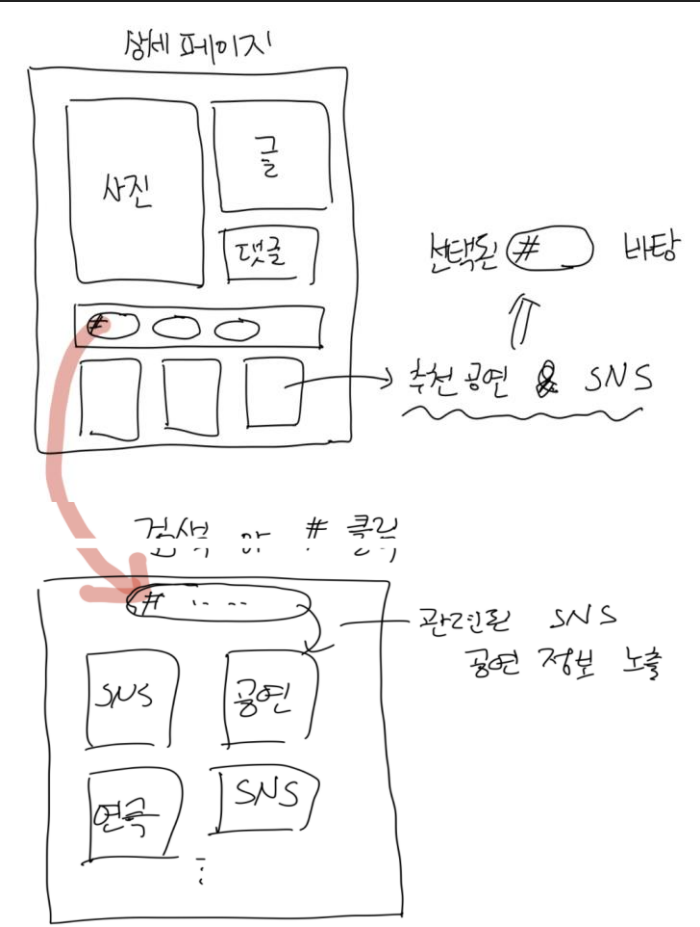 상세 페이지
사진
글
댓글
#
선택된 # 바탕
추천 공연 & SNS
검색 or # 클릭
# .. --
관련된 SNS
공연 정보 노출
SNS
공연
연극
SNS